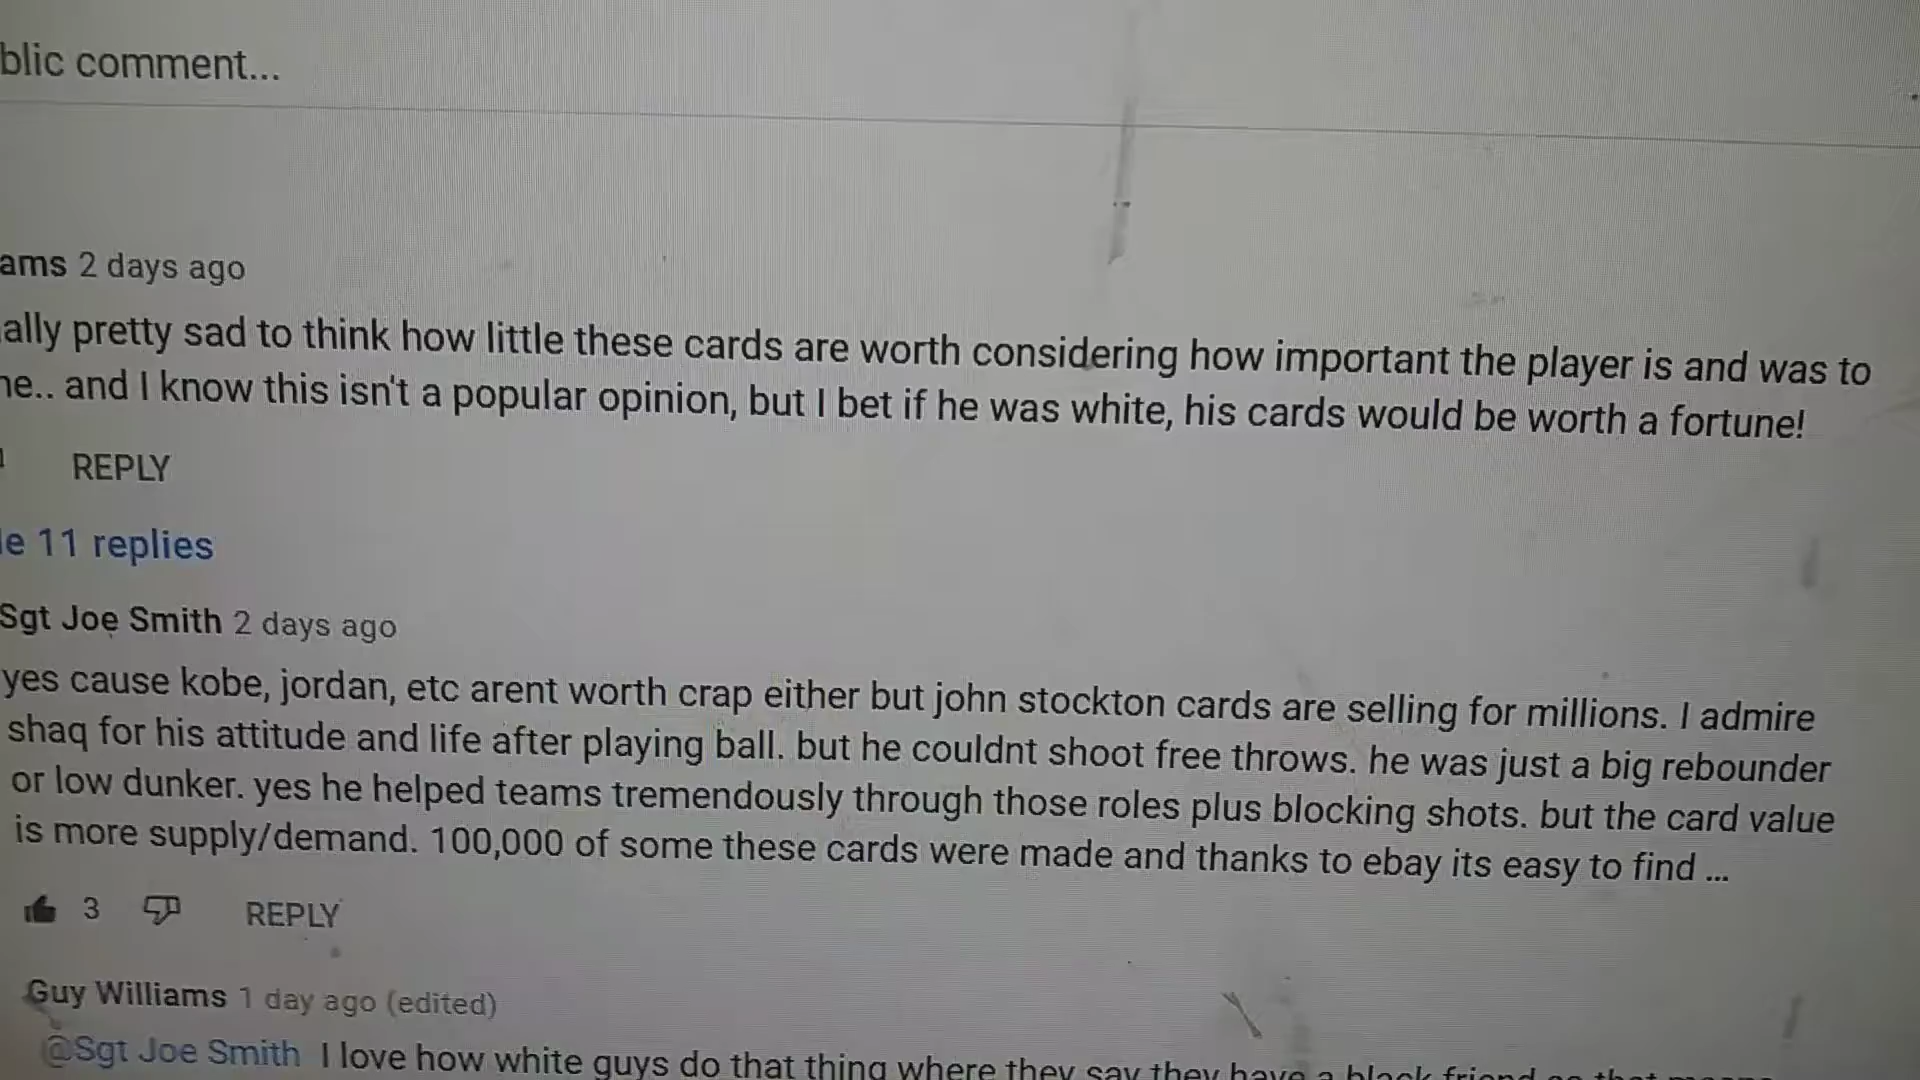 blic comment...
ams 2 days ago
ally pretty sad to think how little these cards are worth considering how important the player is and was to
ne.. and I know this isn't a popular opinion, but I bet if he was white, his cards would be worth a fortune!
REPLY
le 11 replies
Sgt Joe Smith 2 days ago
yes cause kobe, jordan, etc arent worth crap either but john stockton cards are selling for millions. I admire
shaq for his attitude and life after playing ball. but he couldnt shoot free throws. he was just a big rebounder
or low dunker. yes he helped teams tremendously through those roles plus blocking shots. but the card value
is more supply/demand. 100,000 of some these cards were made and thanks to ebay its easy to find ...
3 REPLY
Guy Williams 1 day ago (edited)
@Sgt Joe Smith I love how white guys do that thing where they say they have a black friend so that means